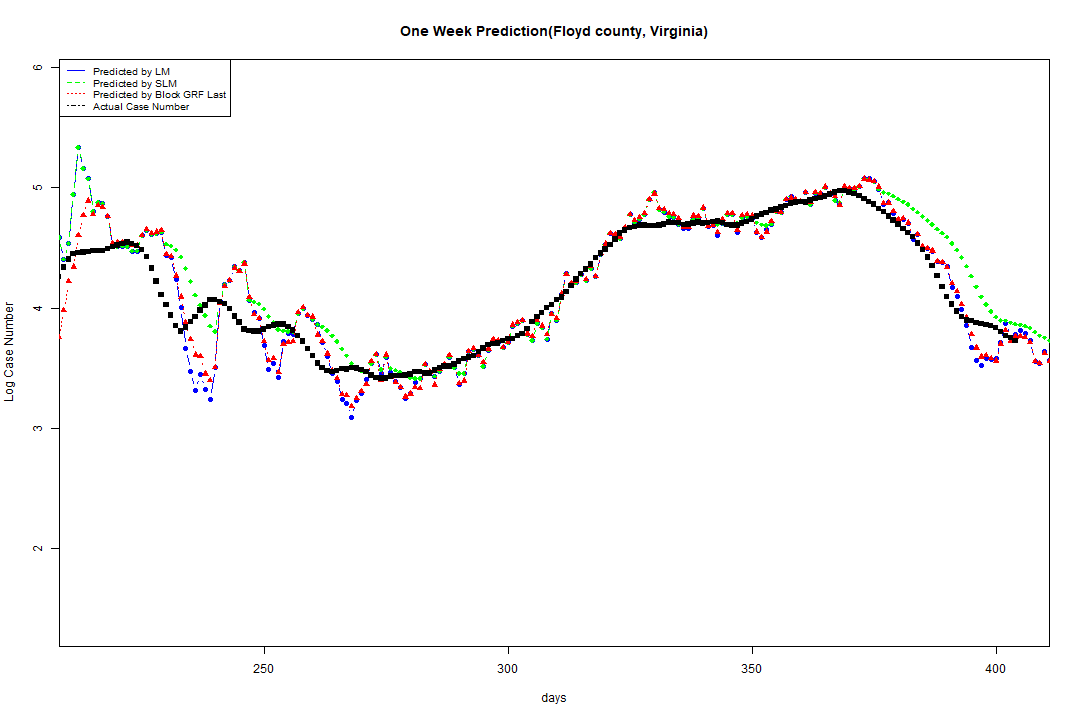 One Week Prediction(Floyd county, Virginia)
Predicted by LM
Predicted by SLM
Predicted by Block GRF Last
Actual Case Number
6
5
4
3
2
Log Case Number
250 300 350 400
days